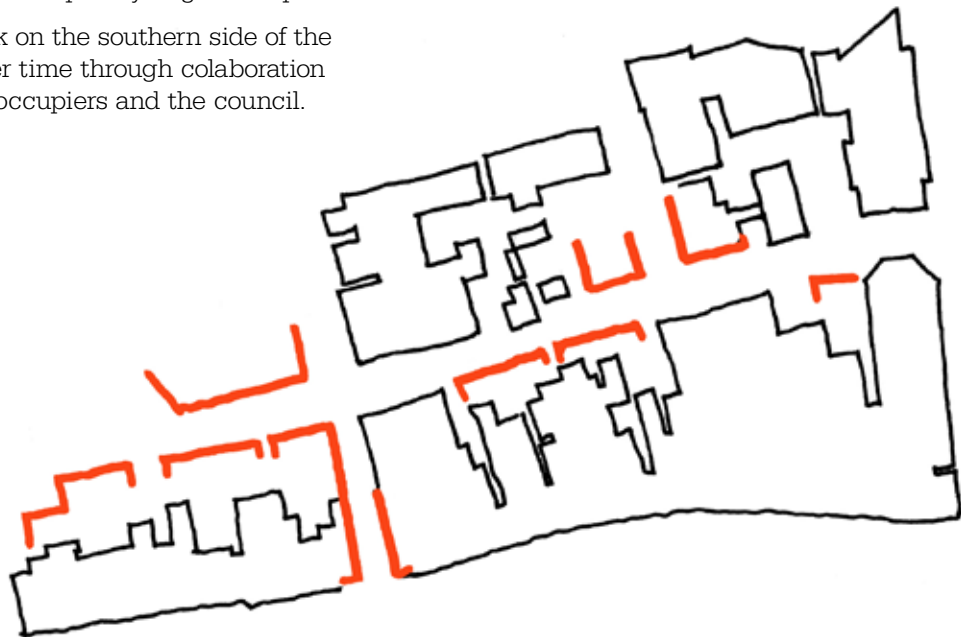 k on the southern side of the
er time through colaboration
occupiers and the council.